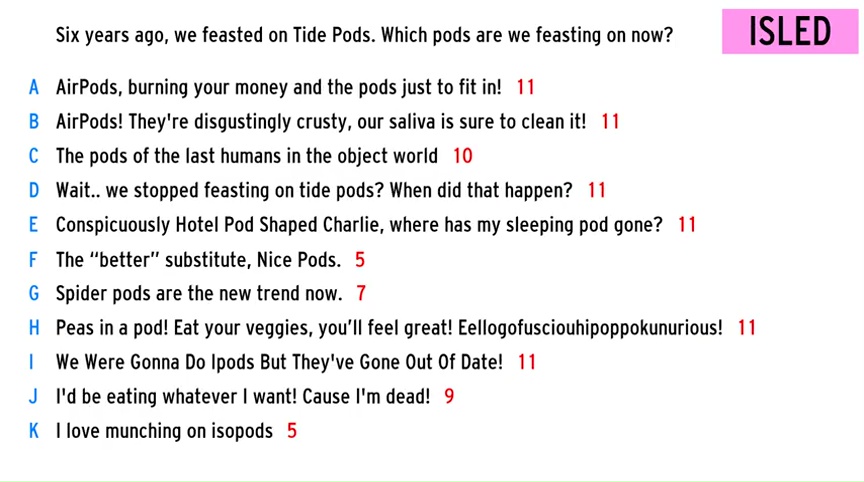 Six years ago, we feasted on Tide Pods. Which pods are we feasting on now?
ISLED
A AirPods, burning your money and the pods just to fit in! 11
B AirPods! They're disgustingly crusty, our saliva is sure to clean it! 11
C The pods of the last humans in the object world 10
D Wait.. we stopped feasting on tide pods? When did that happen? 11
E Conspicuously Hotel Pod Shaped Charlie, where has my sleeping pod gone? 11
F The “better” substitute, Nice Pods. 5
G Spider pods are the new trend now. 7
H Peas in a pod! Eat your veggies, you’ll feel great! Eellogofusciouhipoppokunurious! 11
I We Were Gonna Do Ipods But They've Gone Out Of Date! 11
J I'd be eating whatever I want! Cause I'm dead! 9
K I love munching on isopods 5